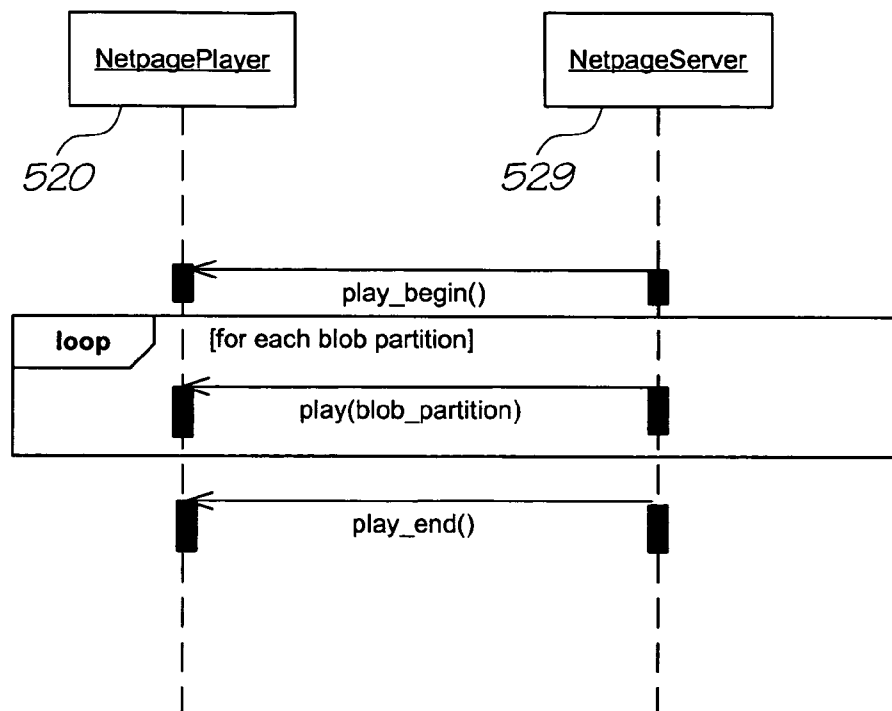 NetpagePlayer
NetpageServer
520
529
play_begin()
loop
[for each blob partition]
play(blob_partition)
play_end()